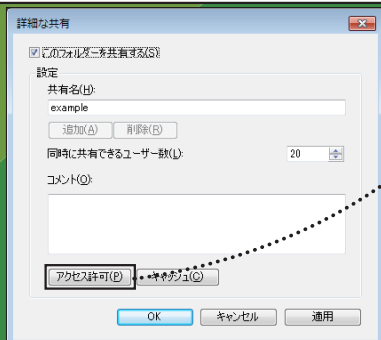 詳細な共有
このフォルダーを共有する(S)
設定
共有名(H):
example
追加(A) 削除(R)
同時に共有できるユーザー数(L): 20
コメント(O):
アクセス許可(P) キャッシュ(C)
OK キャンセル 適用